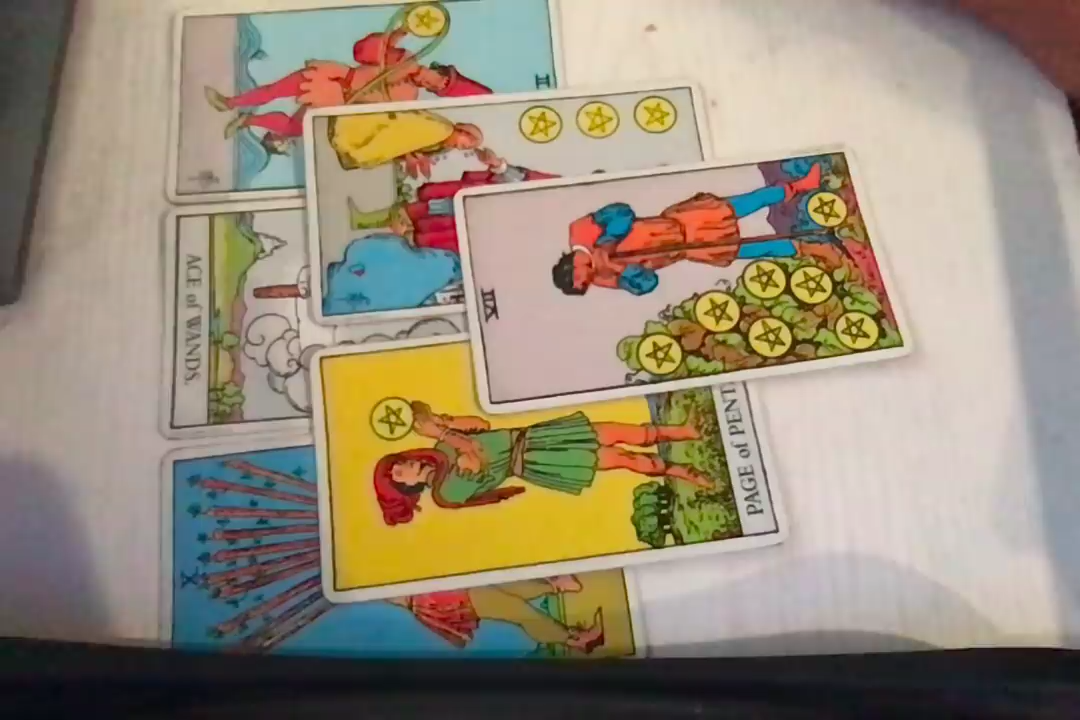 II
VII
ACE of WANDS.
PAGE of PENT
X